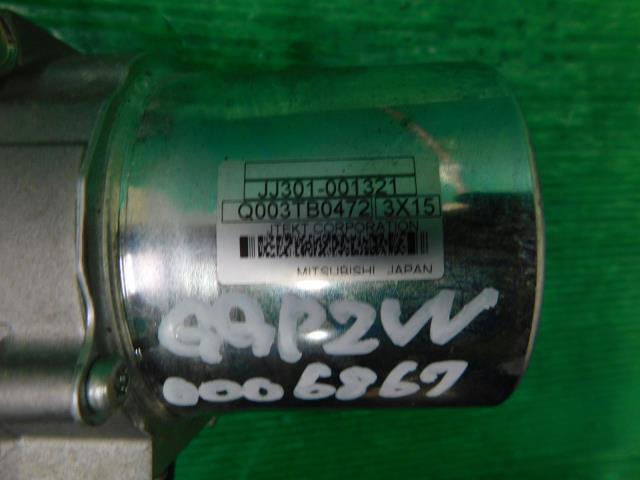 JJ301-001321
Q003TB0472 3X15
JTEKT CORPORATION
MITSUBISHI JAPAN
GGP2W
0006867